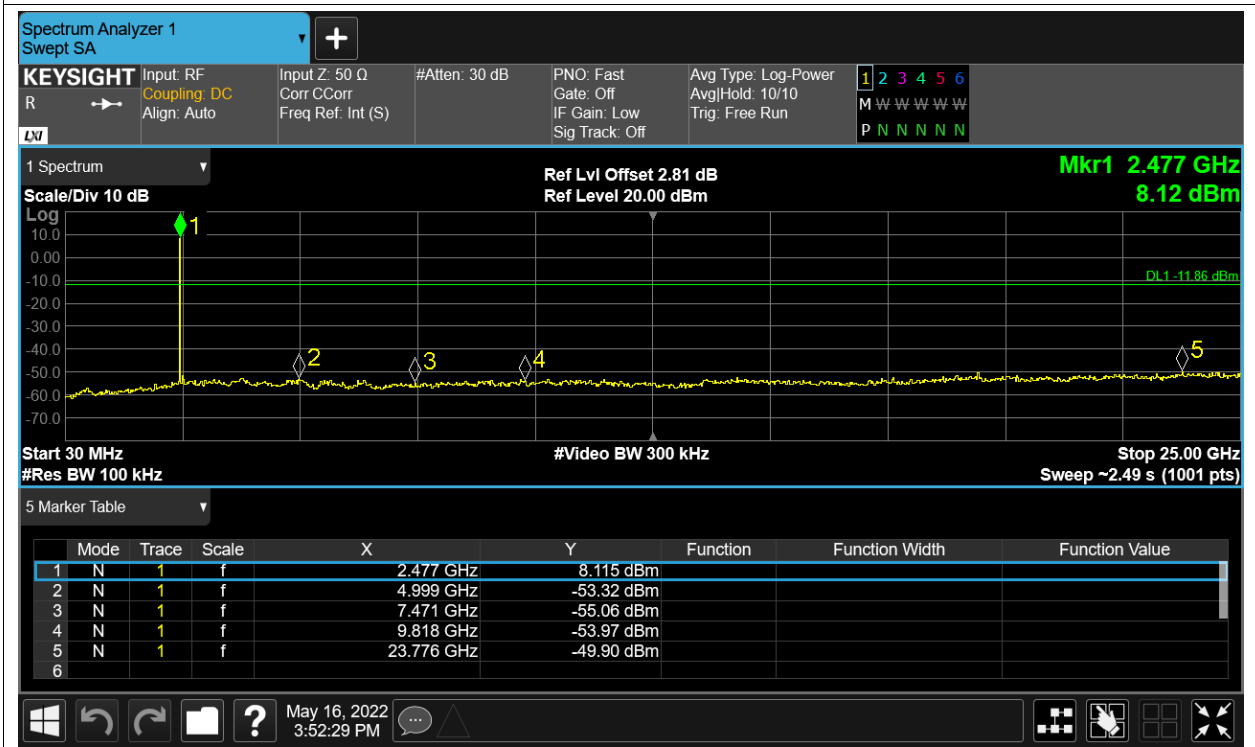 Spectrum Analyzer 1
Swept SA
KEYSIGHT Input: RF Input Z: 50 Ω #Atten: 30 dB PNO: Fast Avg Type: Log-Power 1 2 3 4 5 6
R Coupling: DC Corr CCorr Gate: Off Avg|Hold: 10/10 M W W W W W
Align: Auto Freq Ref: Int (S) IF Gain: Low Trig: Free Run
LXI Sig Track: Off P N N N N N
1 Spectrum Ref Lvl Offset 2.81 dB Mkr1 2.477 GHz
Scale/Div 10 dB Ref Level 20.00 dBm 8.12 dBm
Log
1
10.0
0.00
-10.0 DL1 -11.86 dBm
-20.0
-30.0
-40.0
2 3 4 5
-50.0
-60.0
-70.0
Start 30 MHz #Video BW 300 kHz Stop 25.00 GHz
#Res BW 100 kHz Sweep ~2.49 s (1001 pts)
5 Marker Table
Mode Trace Scale X Y Function Function Width Function Value
1 N 1 f 2.477 GHz 8.115 dBm
2 N 1 f 4.999 GHz -53.32 dBm
3 N 1 f 7.471 GHz -55.06 dBm
4 N 1 f 9.818 GHz -53.97 dBm
5 N 1 f 23.776 GHz -49.90 dBm
6
? May 16, 2022
3:52:29 PM